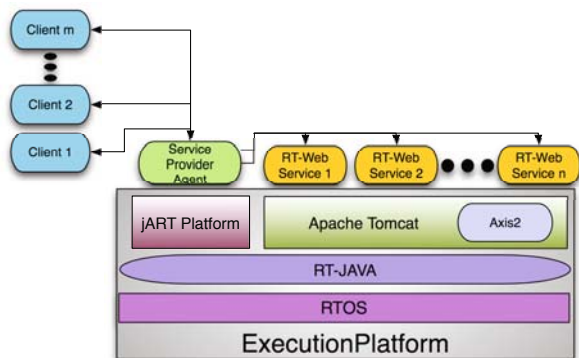 Client m
Client 2
Client 1
Service
Provider
Agent
RT-Web
Service 1
RT-Web
Service 2
RT-Web
Service n
jART Platform
Apache Tomcat
Axis2
RT-JAVA
RTOS
ExecutionPlatform